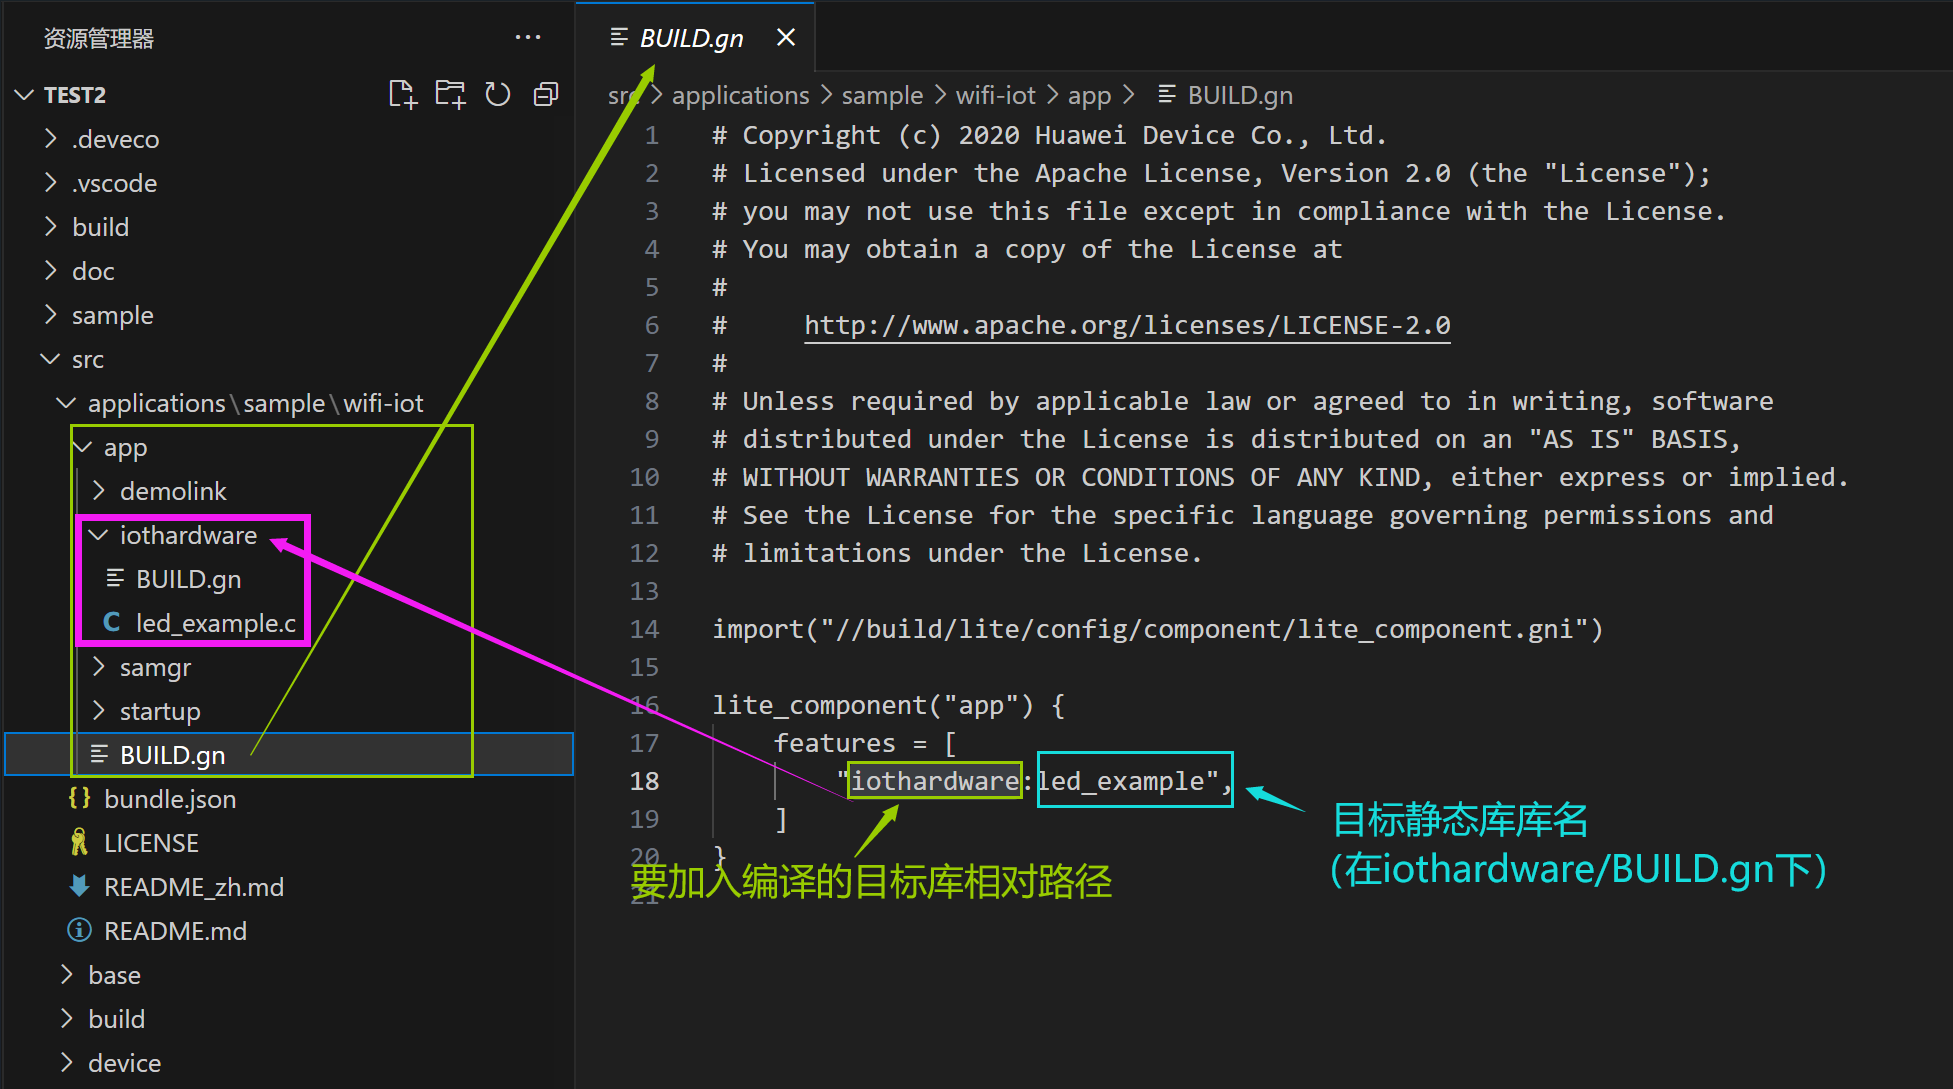 资源管理器
TEST2
.deveco
.vscode
build
doc
sample
src
applications\sample\wifi-iot
app
demolink
iothardware
BUILD.gn
C led_example.c
samgr
startup
BUILD.gn
{} bundle.json
LICENSE
README_zh.md
README.md
base
build
device
BUILD.gn
src > applications > sample > wifi-iot > app > BUILD.gn
1 # Copyright (c) 2020 Huawei Device Co., Ltd.
2 # Licensed under the Apache License, Version 2.0 (the "License");
3 # you may not use this file except in compliance with the License.
4 # You may obtain a copy of the License at
5 #
6 # http://www.apache.org/licenses/LICENSE-2.0
7 #
8 # Unless required by applicable law or agreed to in writing, software
9 # distributed under the License is distributed on an "AS IS" BASIS,
10 # WITHOUT WARRANTIES OR CONDITIONS OF ANY KIND, either express or implied.
11 # See the License for the specific language governing permissions and
12 # limitations under the License.
13
14 import("//build/lite/config/component/lite_component.gni")
15
16 lite_component("app") {
17 features = [
18 "iothardware:led_example",
19 ]
20 }
21
要加入编译的目标库相对路径
目标静态库库名
(在iothardware/BUILD.gn下)